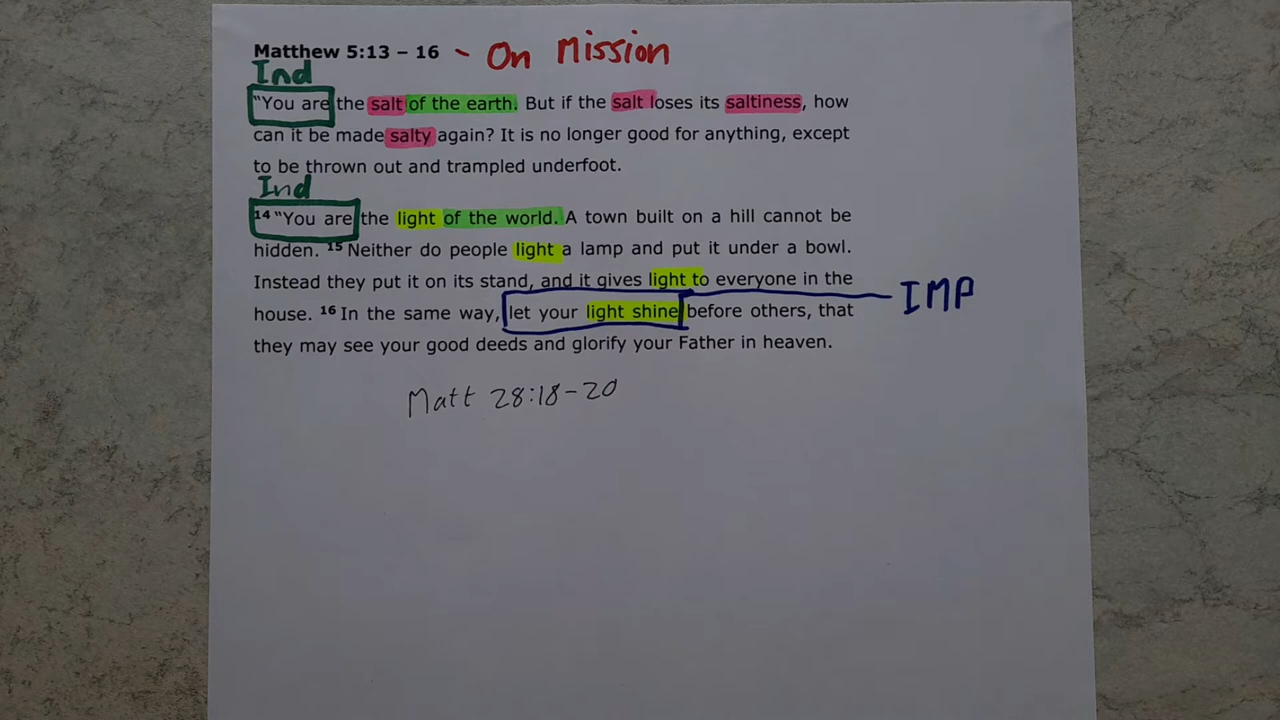 Matthew 5:13 – 16 ~ On Mission
Ind
“You are the salt of the earth. But if the salt loses its saltiness, how
can it be made salty again? It is no longer good for anything, except
to be thrown out and trampled underfoot.
Ind
14 “You are the light of the world. A town built on a hill cannot be
hidden. 15 Neither do people light a lamp and put it under a bowl.
Instead they put it on its stand, and it gives light to everyone in the
IMP
house. 16 In the same way, let your light shine before others, that
they may see your good deeds and glorify your Father in heaven.
Matt 28:18-20